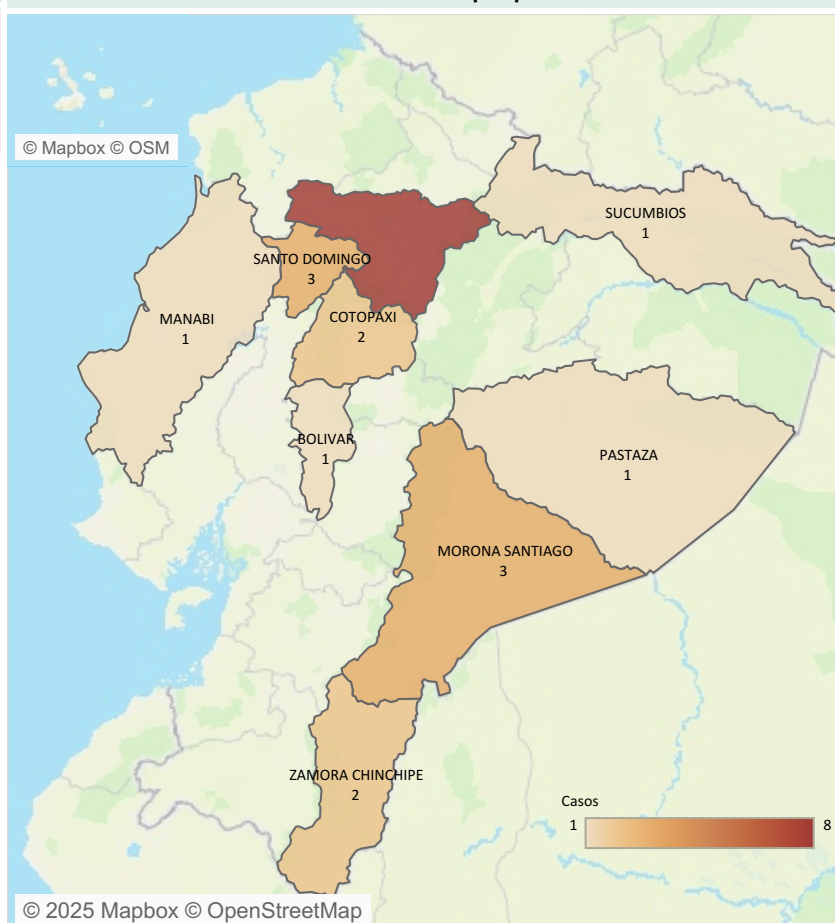 © Mapbox © OSM
SUCUMBIOS
1
SANTO DOMINGO
3
MANABI
1
COTOPAXI
2
BOLIVAR
1
PASTAZA
1
MORONA SANTIAGO
3
ZAMORA CHINCHIPE
2
Casos
1
8
© 2025 Mapbox © OpenStreetMap